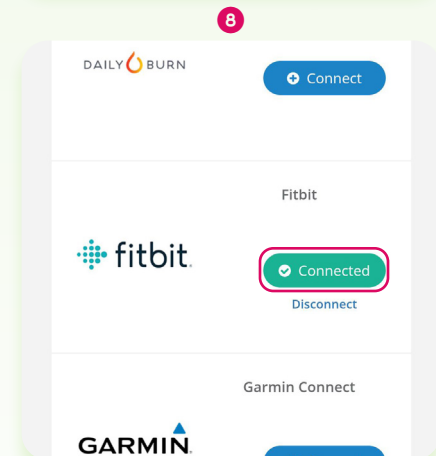 8
DAILY BURN
Connect
Fitbit
fitbit.
Connected
Disconnect
Garmin Connect
GARMIN.